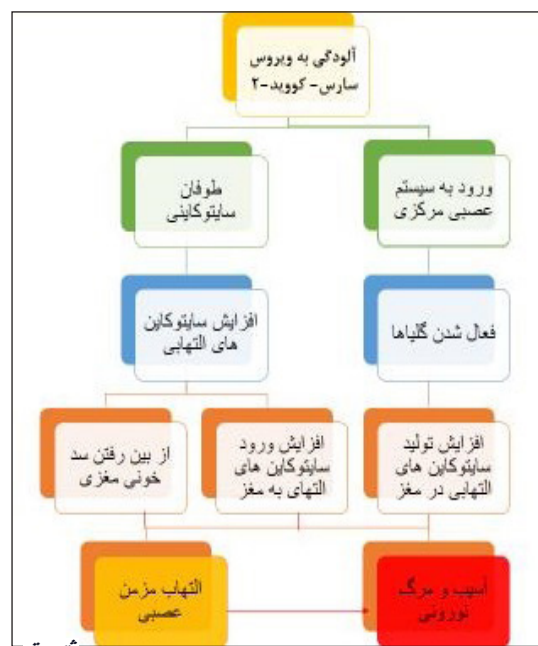 آلودگی به ویروس
سارس-کووید-۲
ورود به سیستم
عصبی مرکزی
طوفان
سایتوکاینی
فعال شدن گلیاها
افزایش سایتوکاین
های التهابی
افزایش تولید
سایتوکاین های
التهابی در مغز
افزایش ورود
سایتوکاین های
التهای به مغز
از بین رفتن سد
خونی مغزی
آسیب و مرگ
نورونی
التهاب مزمن
عصبی